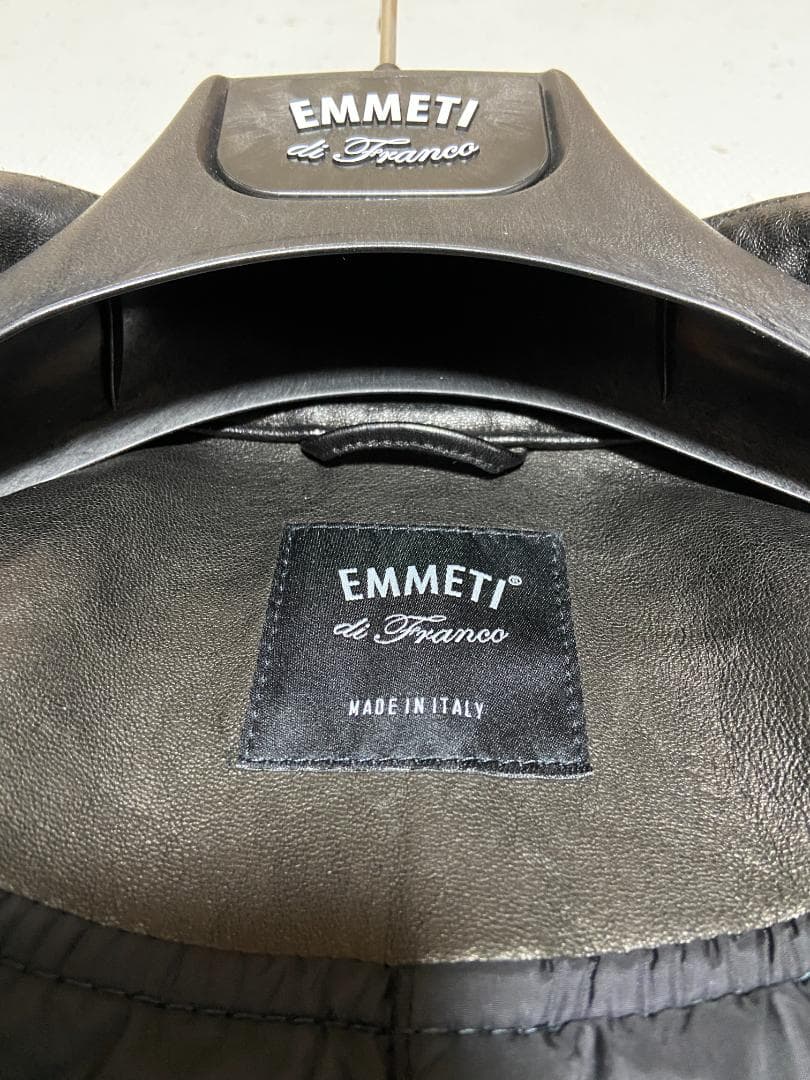 EMMETI
di Franco
EMMETI®
di Franco
MADE IN ITALY